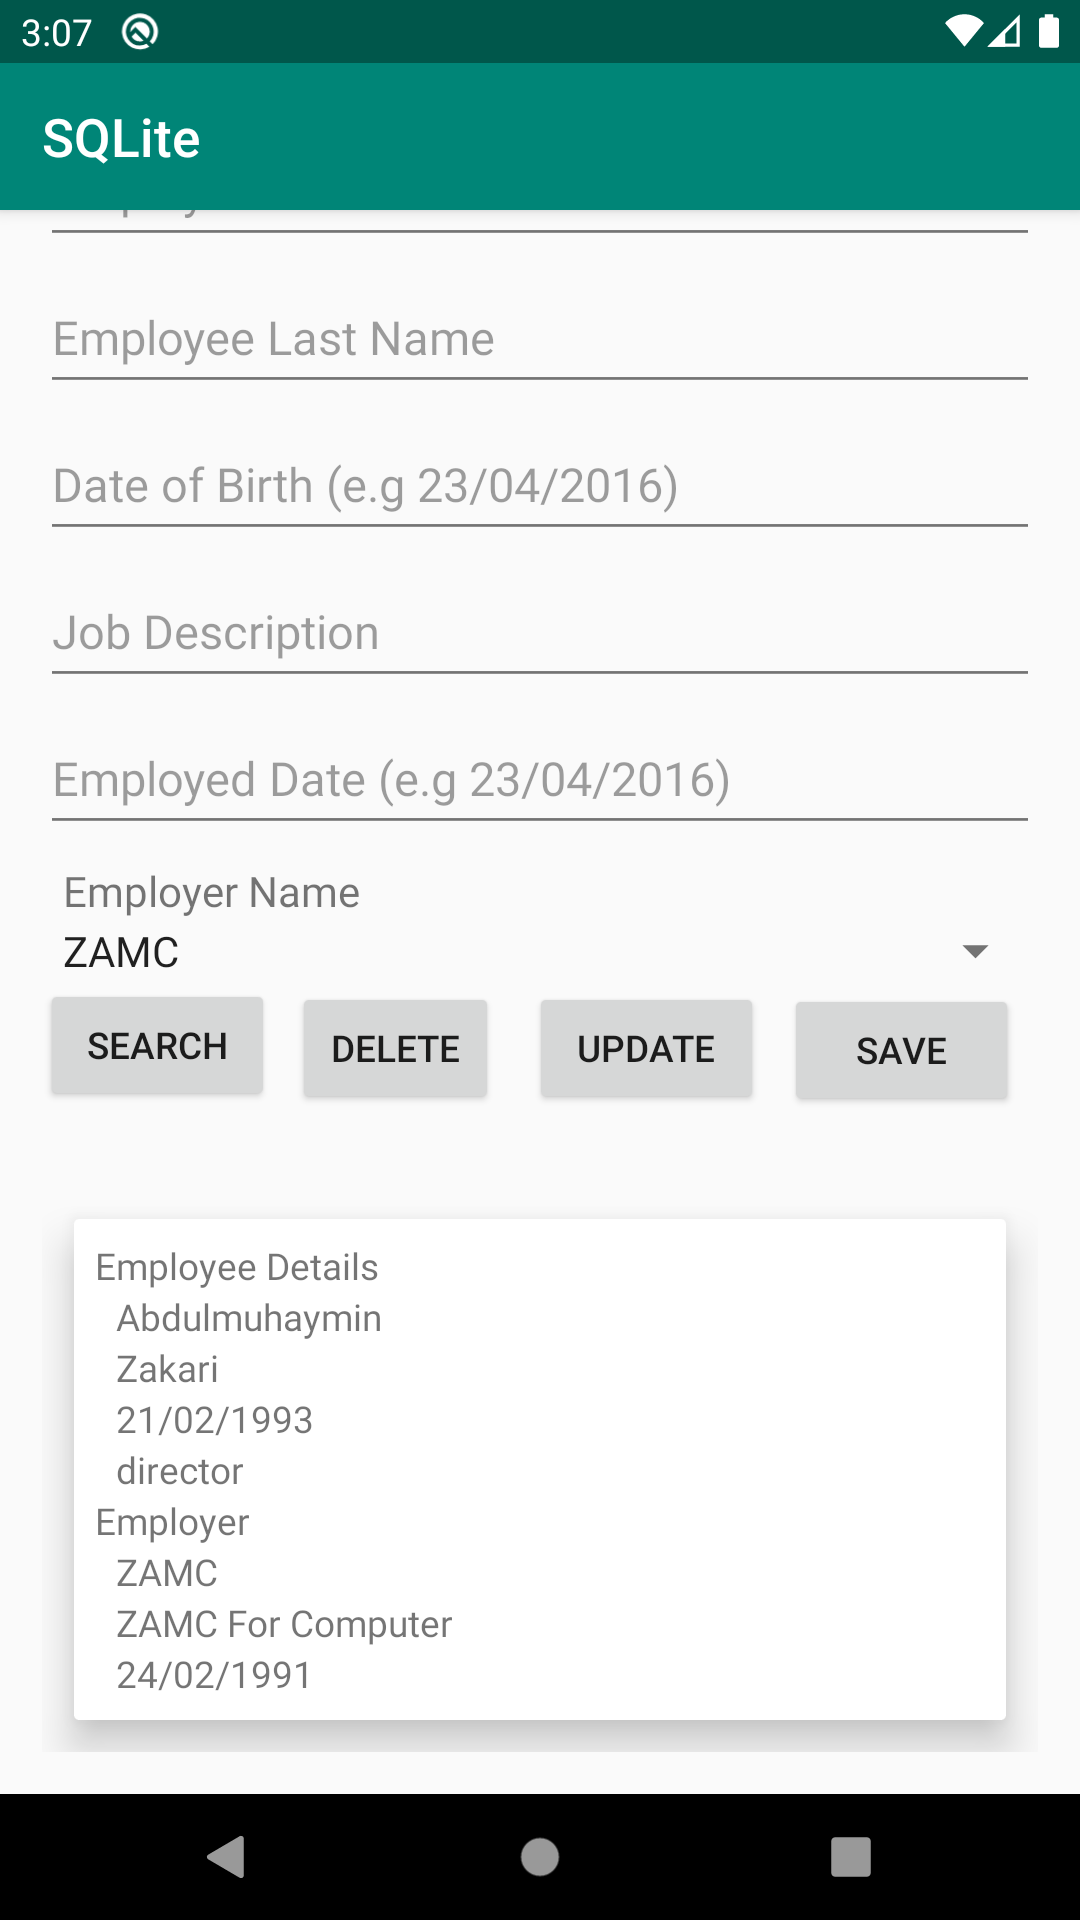 3:07
SQLite
Employee Last Name
Date of Birth (e.g 23/04/2016)
Job Description
Employed Date (e.g 23/04/2016)
Employer Name
ZAMC
SEARCH DELETE UPDATE SAVE
Employee Details
Abdulmuhaymin
Zakari
21/02/1993
director
Employer
ZAMC
ZAMC For Computer
24/02/1991